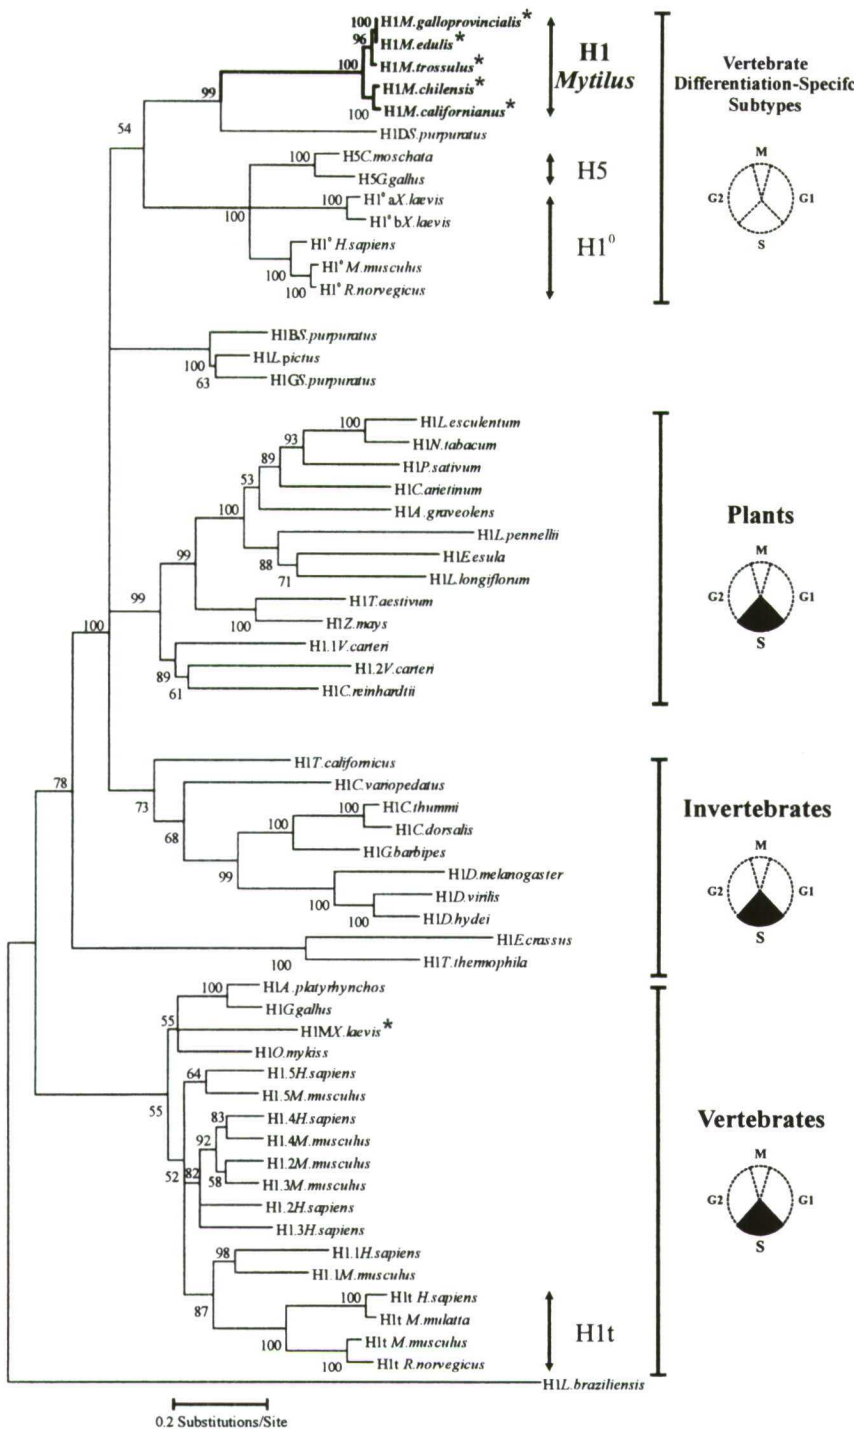 100
H1M.galloprovincialis*
96
H1M.edulis*
H1M.trossulus*
100
H1M.chilensis*
100
H1M.californianus*
H1
Mytilus
99
H1DS.purpuratus
54
100
H5C.moschata
H5G.gallus
H5
H1° aX.laevis
100
H1° bX.laevis
100
H1° H.sapiens
H1° M.musculus
100
100
H1° R.norvegicus
H1⁰
Vertebrate
Differentiation-Specifc
Subtypes
M
G2
G1
S
H1BS.purpuratus
H1L.pictus
100
H1GS.purpuratus
63
H1L.esculentum
100
93
H1N.tabacum
89
H1P.sativum
53
H1C.arietinum
100
H1A.graveolens
H1L.pennellii
99
88
H1E.esula
71
H1L.longiflorum
99
H1T.aestivum
100
H1Z.mays
100
H1.1V.carteri
H1.2V.carteri
89
61
H1C.reinhardtii
Plants
M
G2
G1
S
H1T.californicus
78
73
H1C.variopedatus
100
H1C.thummi
100
H1C.dorsalis
68
H1G.barbipes
99
H1D.melanogaster
H1D.virilis
100
100
H1D.hydei
H1E.crassus
100
H1T.thermophila
Invertebrates
M
G2
G1
S
100
H1A.platyrhynchos
H1G.gallus
55
H1MX.laevis*
H1O.mykiss
64
H1.5H.sapiens
H1.5M.musculus
55
83
H1.4H.sapiens
92
H1.4M.musculus
52
82
H1.2M.musculus
58
H1.3M.musculus
H1.2H.sapiens
H1.3H.sapiens
98
H1.1H.sapiens
H1.1M.musculus
87
100
H1t H.sapiens
H1t M.mulatta
100
H1t M.musculus
100
H1t R.norvegicus
H1t
Vertebrates
M
G2
G1
S
H1L.braziliensis
0.2 Substitutions/Site